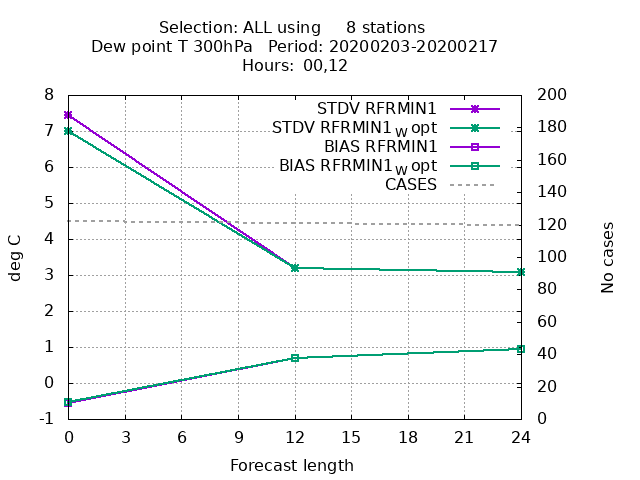 Selection: ALL using     8 stations
Dew point T 300hPa   Period: 20200203-20200217
Hours: 00,12
8 200
STDV RFRMIN1
7 180
STDV RFRMIN1w opt
BIAS RFRMIN1
6 160
BIAS RFRMIN1w opt
CASES
140
5
120
4
deg C
No cases
100
3
80
2
60
1
40
0
20
-1 0
0 3 6 9 12 15 18 21 24
Forecast length